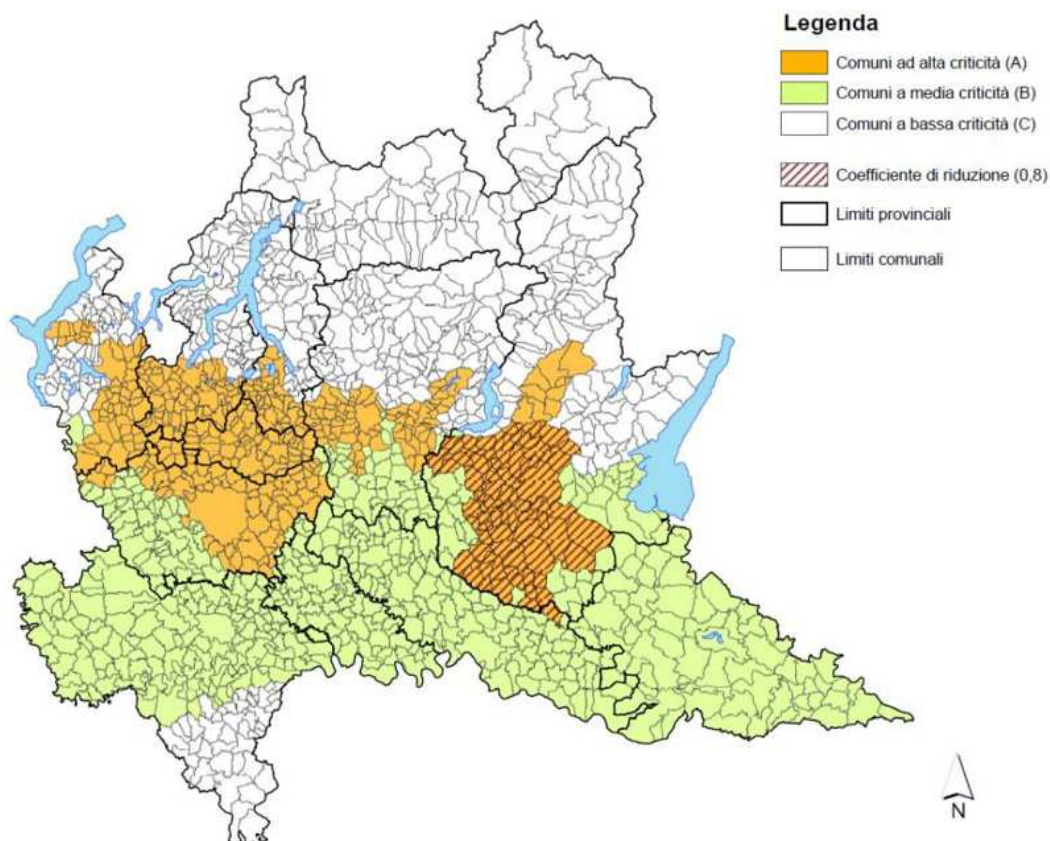 Legenda
Comuni ad alta criticità (A)
Comuni a media criticità (B)
Comuni a bassa criticità (C)
Coefficiente di riduzione (0,8)
Limiti provinciali
Limiti comunali
N